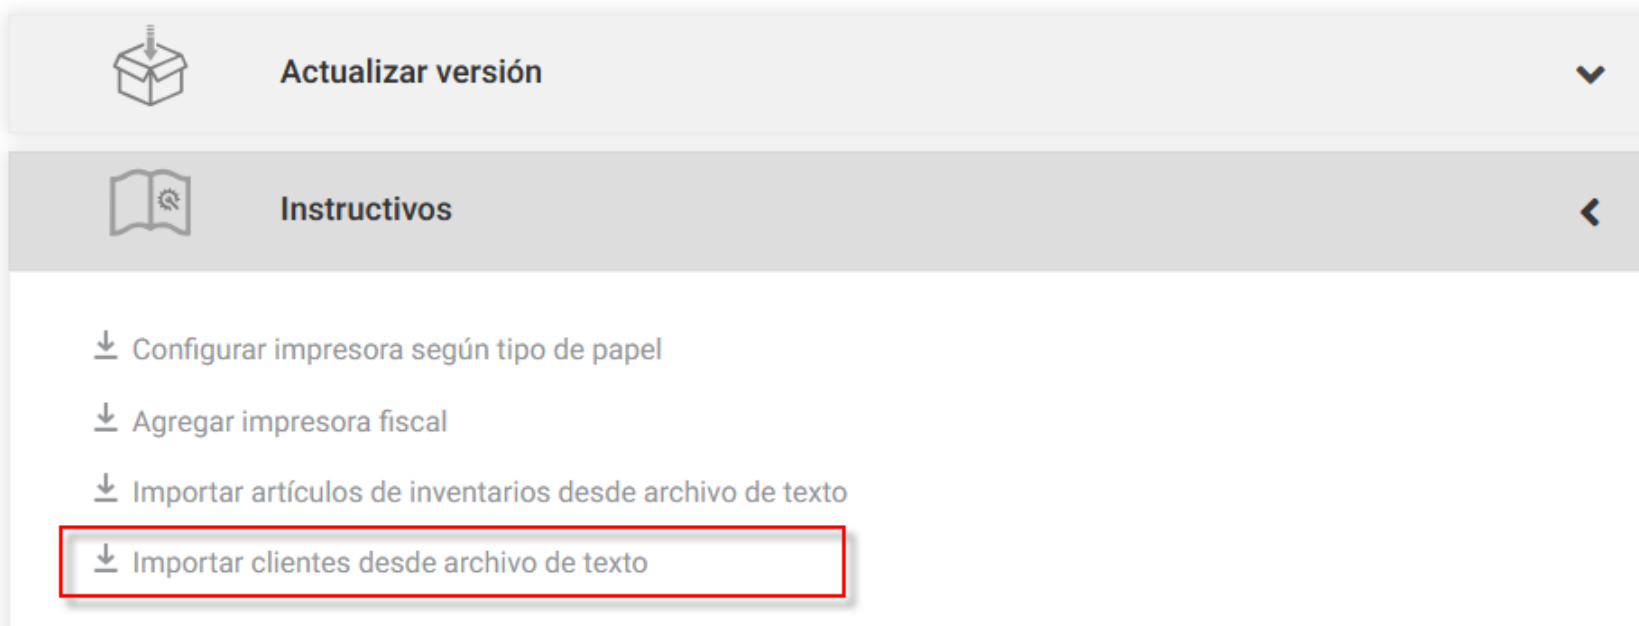 Actualizar versión
Instructivos
Configurar impresora según tipo de papel
Agregar impresora fiscal
Importar artículos de inventarios desde archivo de texto
Importar clientes desde archivo de texto